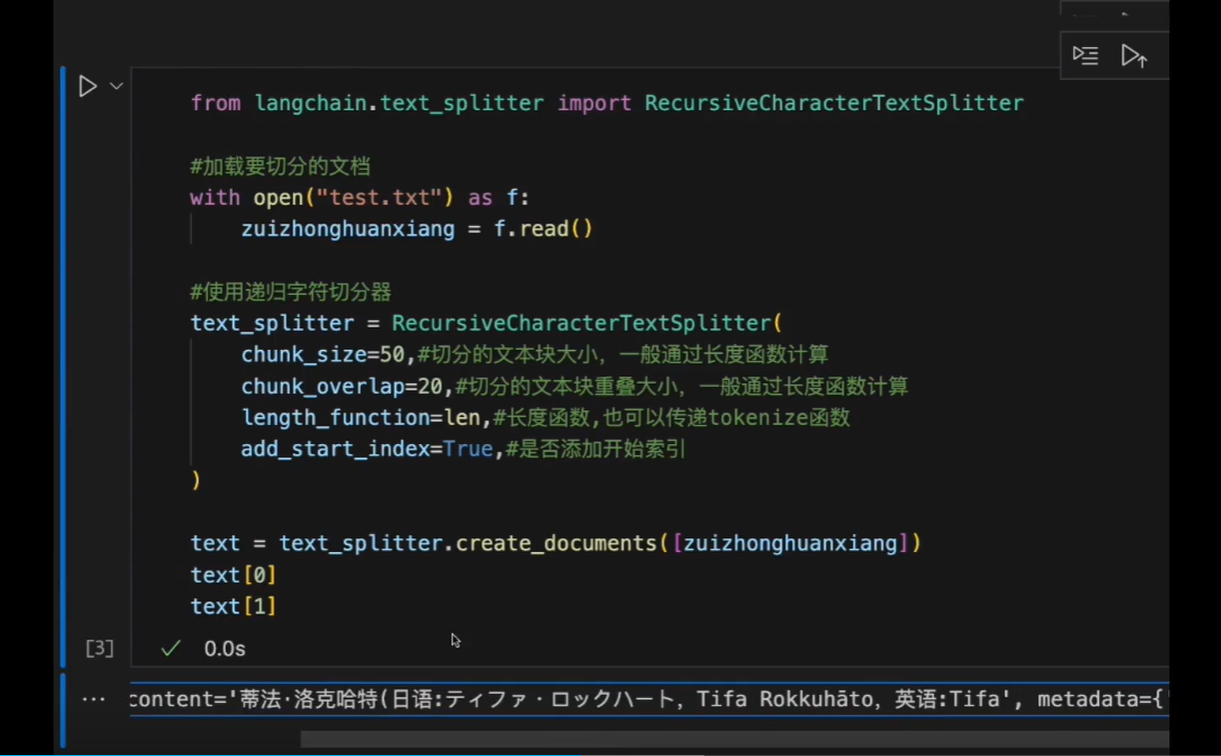 from langchain.text_splitter import RecursiveCharacterTextSplitter
#加载要切分的文档
with open("test.txt") as f:
    zuizhonghuanxiang = f.read()
#使用递归字符切分器
text_splitter = RecursiveCharacterTextSplitter(
    chunk_size=50,#切分的文本块大小，一般通过长度函数计算
    chunk_overlap=20,#切分的文本块重叠大小，一般通过长度函数计算
    length_function=len,#长度函数,也可以传递tokenize函数
    add_start_index=True,#是否添加开始索引
)
text = text_splitter.create_documents([zuizhonghuanxiang])
text[0]
text[1]
[3] 0.0s
... content='蒂法·洛克哈特(日语:ティファ・ロックハート, Tifa Rokkuhāto, 英语:Tifa', metadata={'